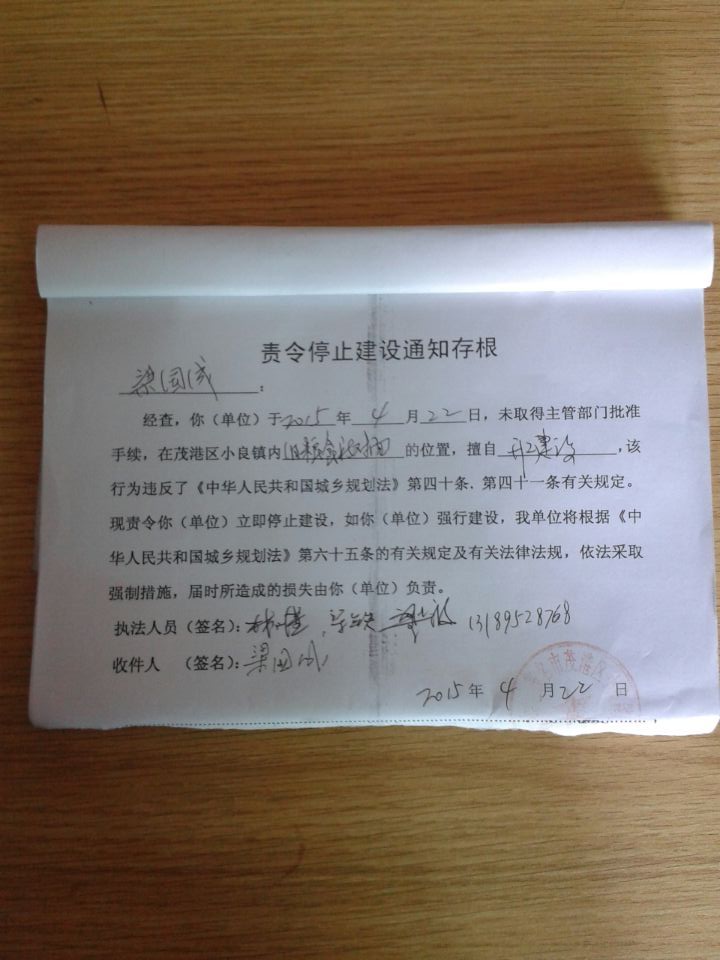 责令停止建设通知存根
梁国成：
经查，你（单位）于2015年4月22日，未取得主管部门批准
手续，在茂港区小良镇内旧粮食的位置，擅自建设，该
行为违反了《中华人民共和国城乡规划法》第四十条、第四十一条有关规定。
现责令你（单位）立即停止建设，如你（单位）强行建设，我单位将根据《中
华人民共和国城乡规划法》第六十五条的有关规定及有关法律法规，依法采取
强制措施，届时所造成的损失由你（单位）负责。
执法人员（签名）：13189528768
收件人 （签名）：梁国成
2015年4月22日
市茂港区